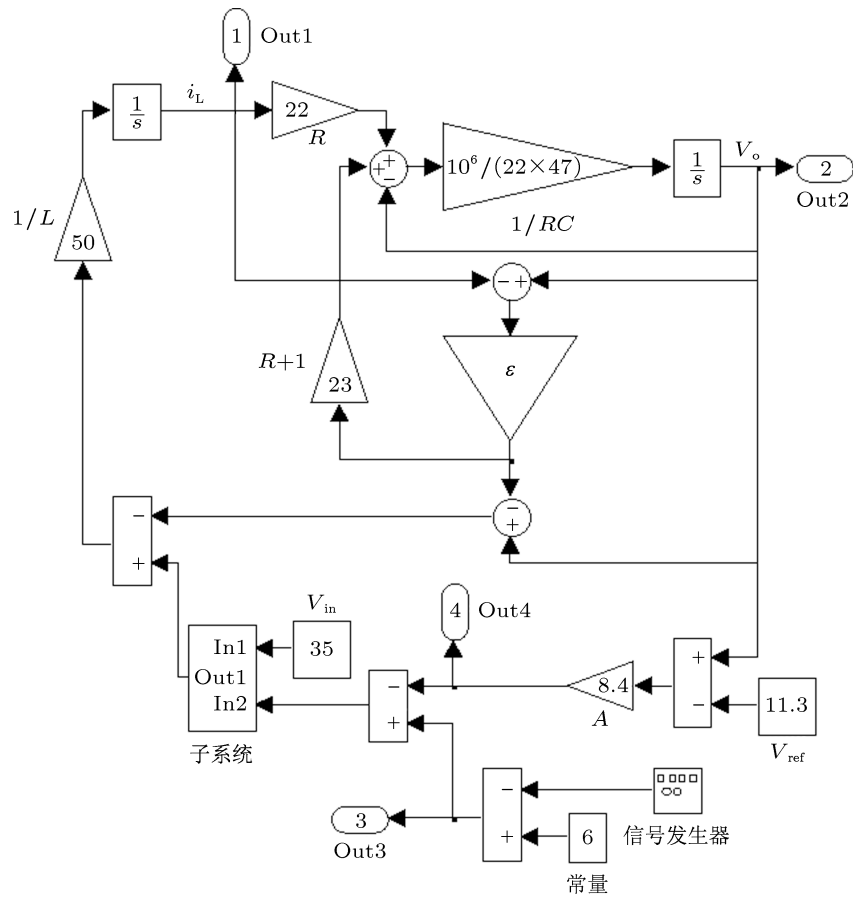 1 Out1
1/s
i_L
22
R
+ + −
10⁶/(22×47)
1/RC
1/s
V_o
2
Out2
1/L
50
− +
R+1
23
ε
−
+
−
+
V_in
35
In1
Out1
In2
子系统
4 Out4
−
+
8.4
A
+
−
11.3
V_ref
3
Out3
−
+
6
常量
信号发生器